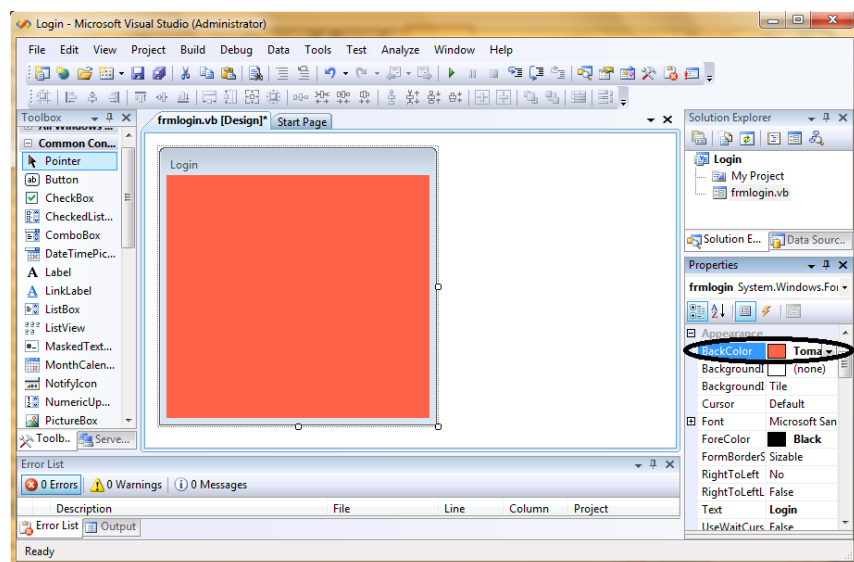 Login - Microsoft Visual Studio (Administrator)
File Edit View Project Build Debug Data Tools Test Analyze Window Help
Toolbox
All Windows ...
Common Con...
Pointer
Button
CheckBox
CheckedList...
ComboBox
DateTimePic...
Label
LinkLabel
ListBox
ListView
MaskedText...
MonthCalen...
NotifyIcon
NumericUp...
PictureBox
Toolb.. Serve...
frmlogin.vb [Design]* Start Page
Login
Solution Explorer
Login
My Project
frmlogin.vb
Solution E... Data Sourc..
Properties
frmlogin System.Windows.For
Appearance
BackColor Toma
BackgroundI (none)
BackgroundI Tile
Cursor Default
Font Microsoft San
ForeColor Black
FormBorderS Sizable
RightToLeft No
RightToLeftL False
Text Login
UseWaitCurs False
Error List
0 Errors 0 Warnings 0 Messages
Description File Line Column Project
Error List Output
Ready